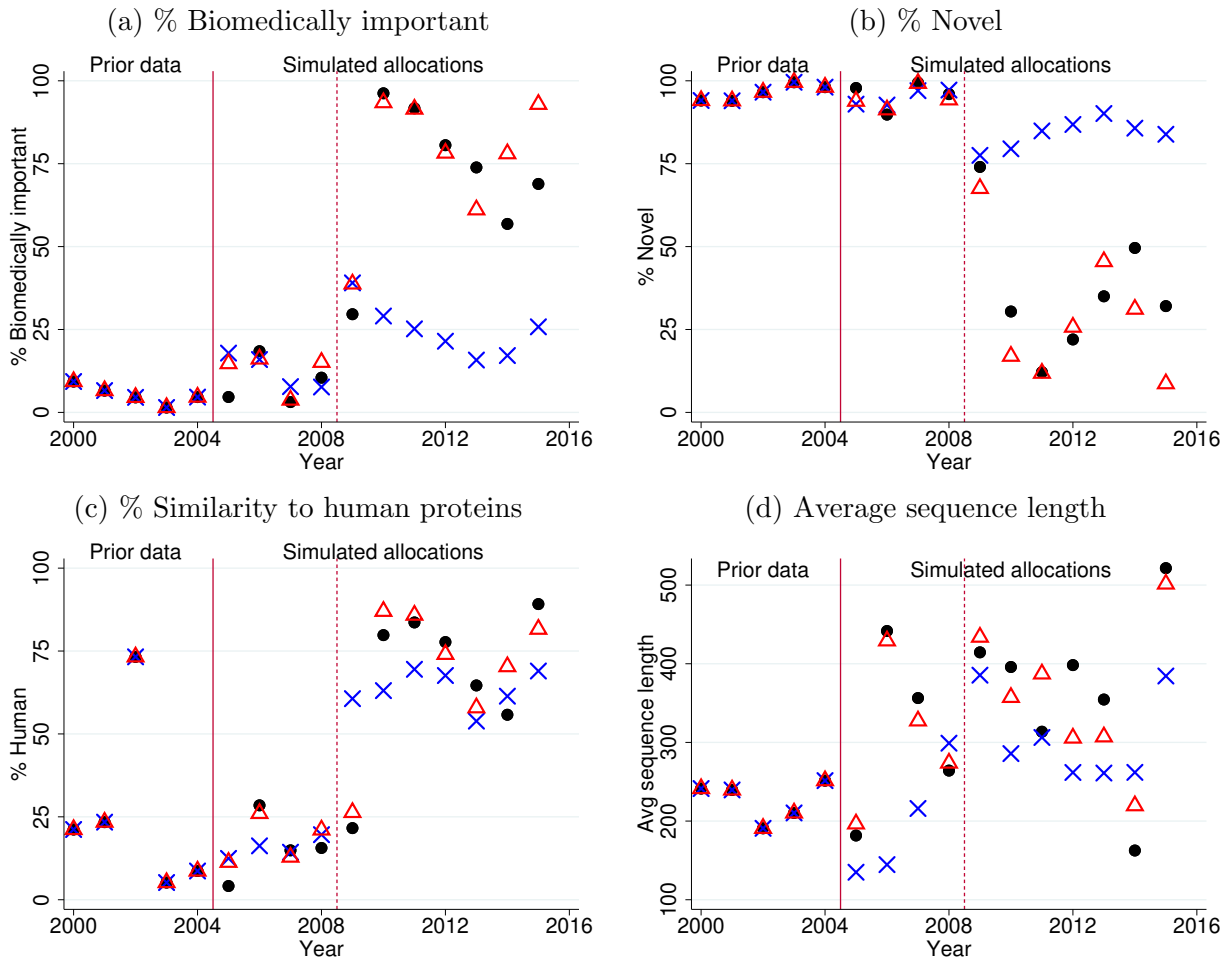 (a) % Biomedically important
Prior data Simulated allocations
% Biomedically important
100
75
50
25
0
2000 2004 2008 2012 2016
Year
(b) % Novel
Prior data Simulated allocations
% Novel
100
75
50
25
0
2000 2004 2008 2012 2016
Year
(c) % Similarity to human proteins
Prior data Simulated allocations
% Human
100
75
50
25
0
2000 2004 2008 2012 2016
Year
(d) Average sequence length
Prior data Simulated allocations
Avg sequence length
500
400
300
200
100
2000 2004 2008 2012 2016
Year